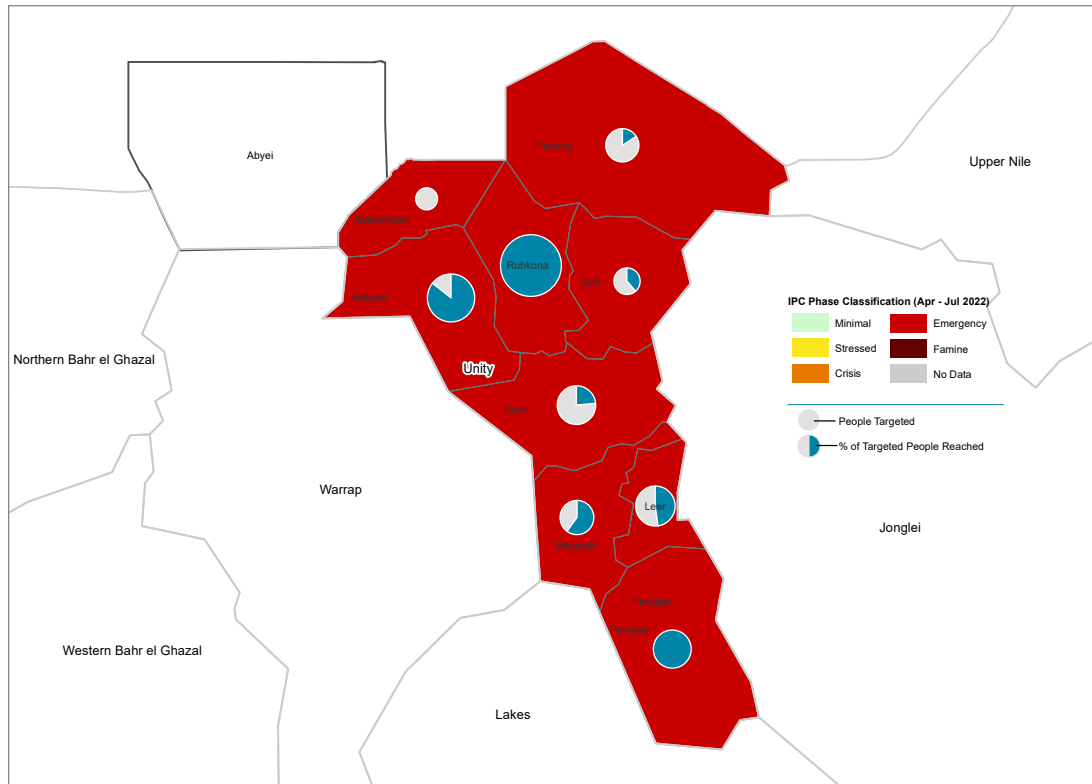 Abyei
Upper Nile
Pariang
Abiemnhom
Rubkona
Guit
Mayom
Unity
Koch
Northern Bahr el Ghazal
Warrap
Leer
Mayendit
Jonglei
Panyijiar
Panyijiar
Western Bahr el Ghazal
Lakes
IPC Phase Classification (Apr - Jul 2022)
Minimal
Emergency
Stressed
Famine
Crisis
No Data
People Targeted
% of Targeted People Reached